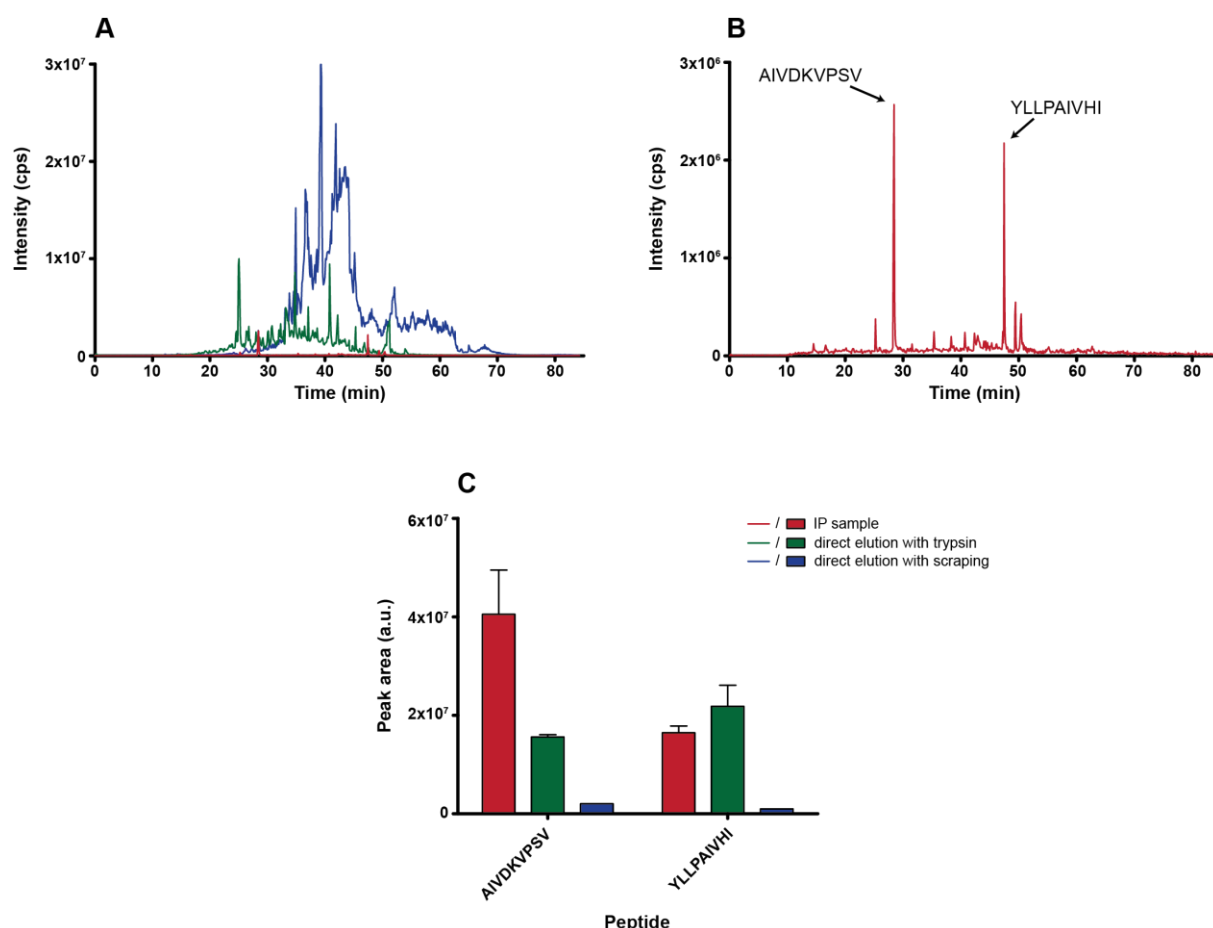 A
3x10⁷
2x10⁷
1x10⁷
0
Intensity (cps)
0 10 20 30 40 50 60 70 80
Time (min)
B
3x10⁶
2x10⁶
1x10⁶
0
Intensity (cps)
AIVDKVPSV
YLLPAIVHI
0 10 20 30 40 50 60 70 80
Time (min)
C
6x10⁷
4x10⁷
2x10⁷
0
Peak area (a.u.)
AIVDKVPSV
YLLPAIVHI
Peptide
/ IP sample
/ direct elution with trypsin
/ direct elution with scraping